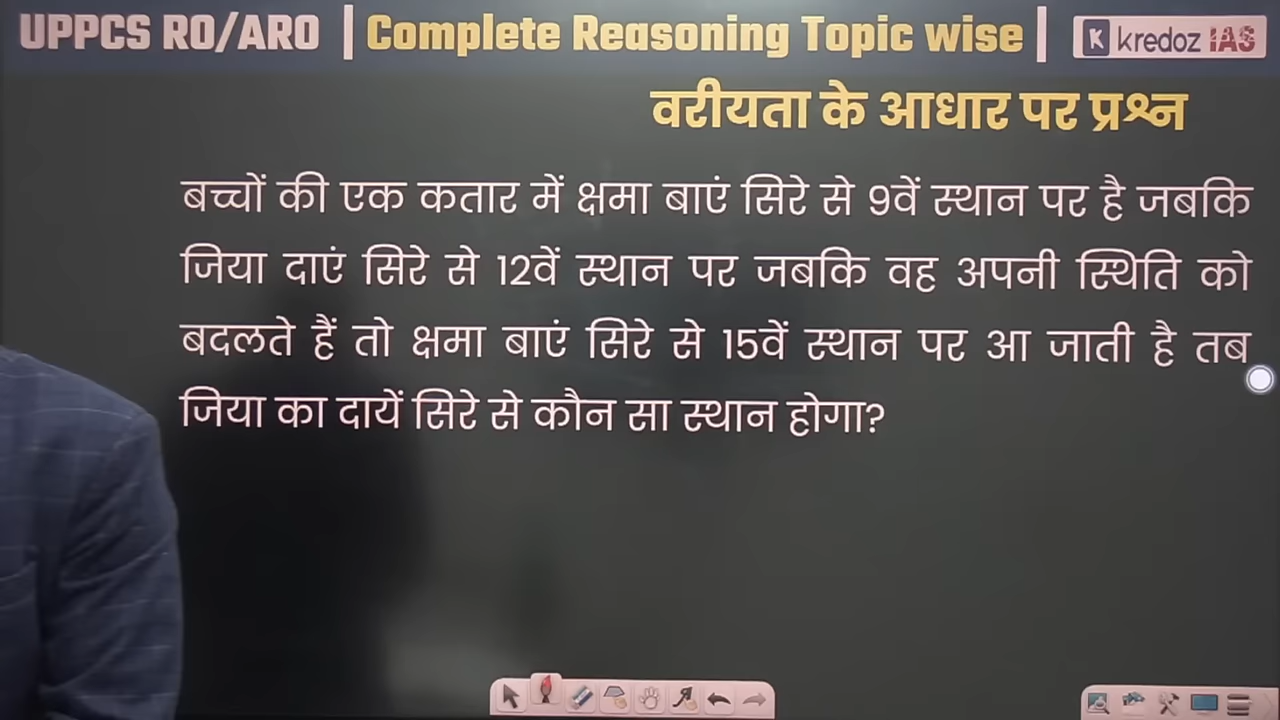 UPPCS RO/ARO | Complete Reasoning Topic wise | K kredoz IAS
वरीयता के आधार पर प्रश्न
बच्चों की एक कतार में क्षमा बाएं सिरे से 9वें स्थान पर है जबकि
जिया दाएं सिरे से 12वें स्थान पर जबकि वह अपनी स्थिति को
बदलते हैं तो क्षमा बाएं सिरे से 15वें स्थान पर आ जाती है तब
जिया का दायें सिरे से कौन सा स्थान होगा?